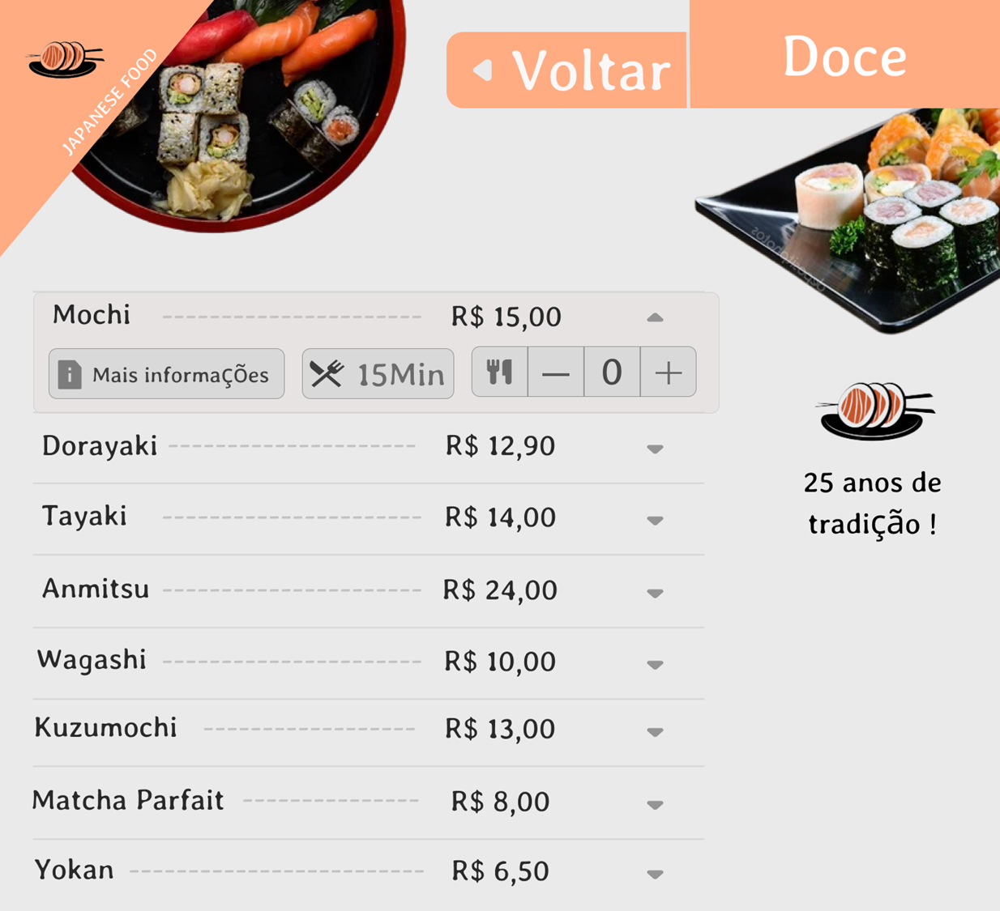 JAPANESE FOOD
Voltar
Doce
Mochi R$ 15,00
Mais informações
15Min
0
Dorayaki R$ 12,90
Tayaki R$ 14,00
Anmitsu R$ 24,00
Wagashi R$ 10,00
Kuzumochi R$ 13,00
Matcha Parfait R$ 8,00
Yokan R$ 6,50
25 anos de
tradição !